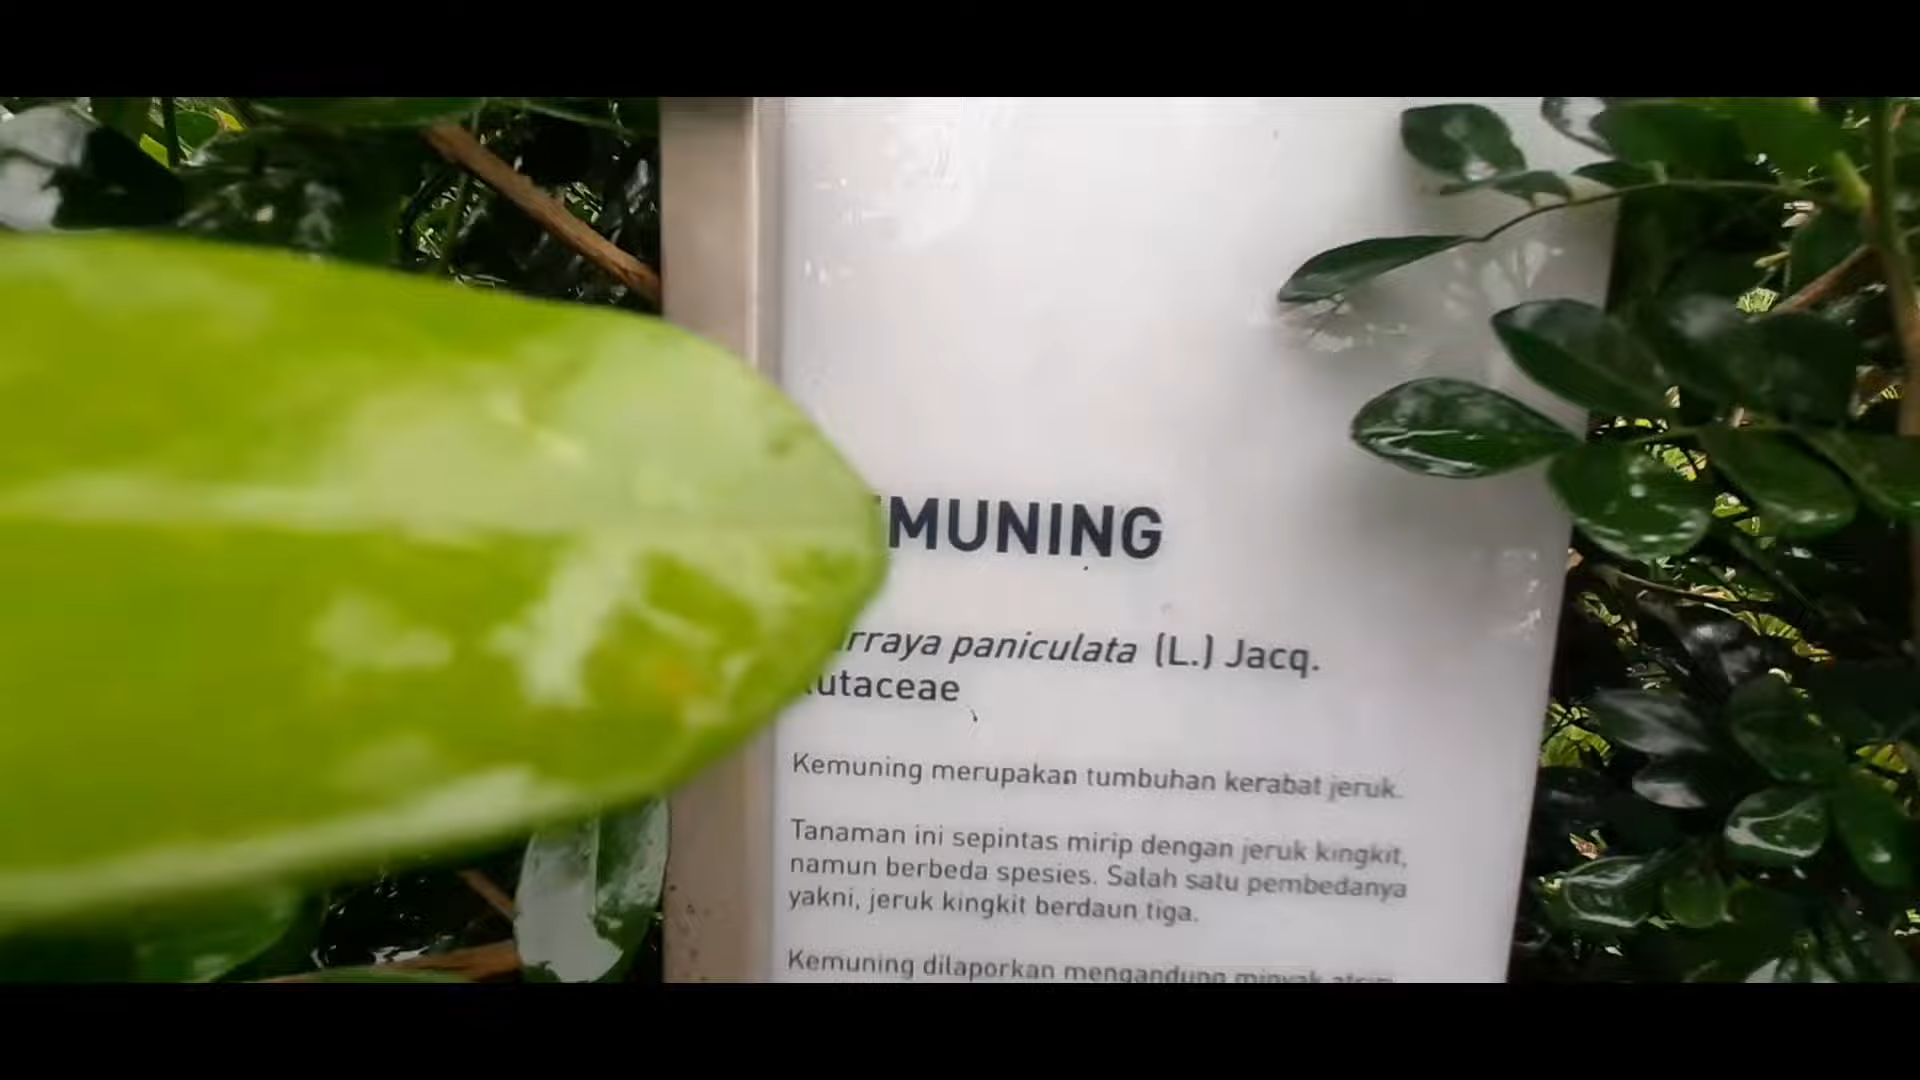 MUNING
rraya paniculata (L.) Jacq.
utaceae
Kemuning merupakan tumbuhan kerabat jeruk.
Tanaman ini sepintas mirip dengan jeruk kingkit,
namun berbeda spesies. Salah satu pembedanya
yakni, jeruk kingkit berdaun tiga.
Kemuning dilaporkan mengandung minyak